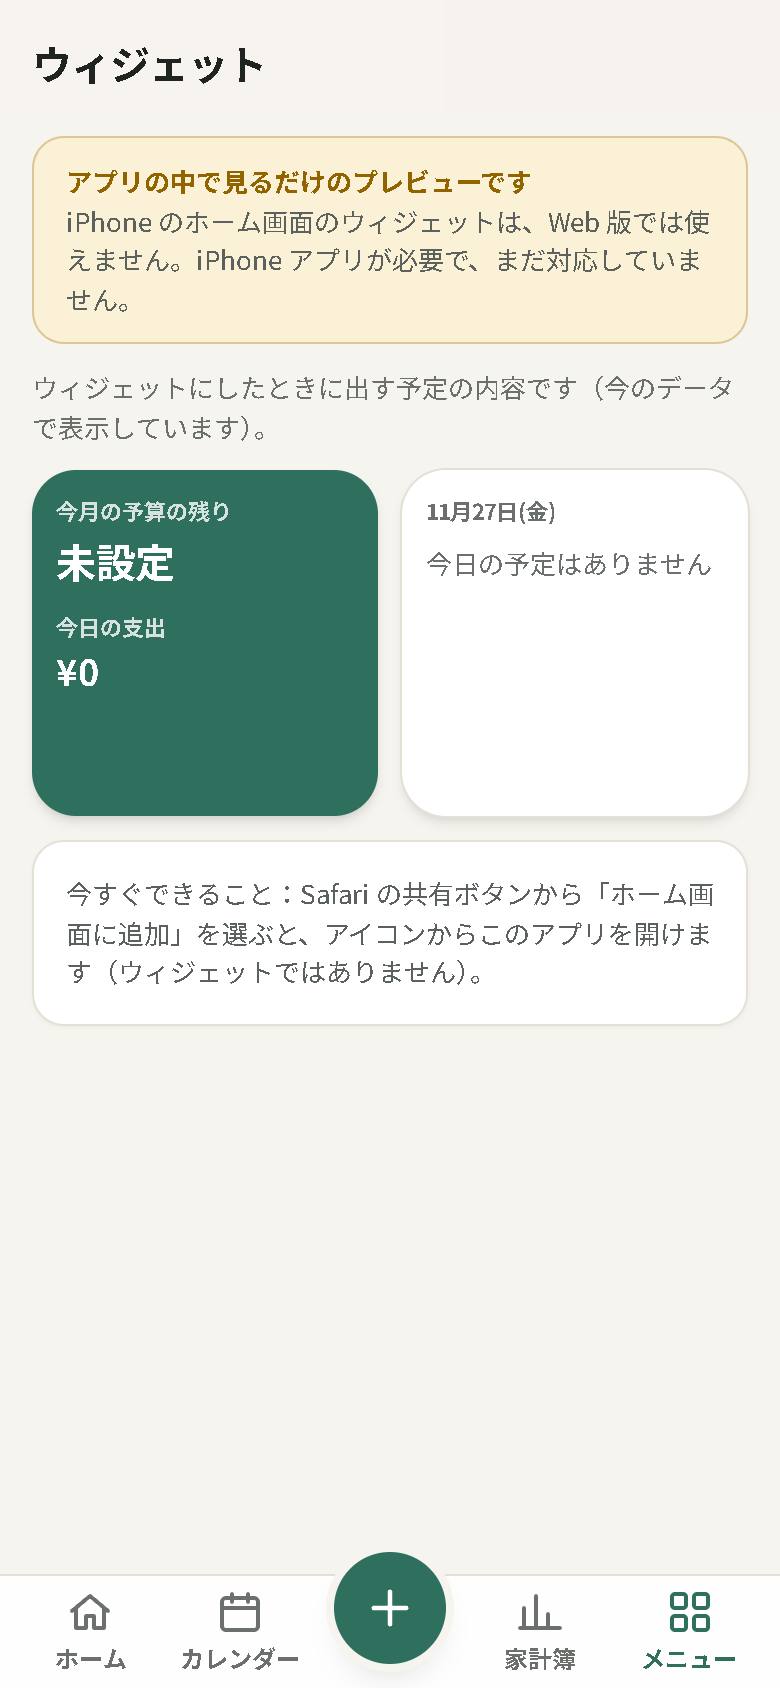 ウィジェット
アプリの中で見るだけのプレビューです
iPhone のホーム画面のウィジェットは、Web 版では使
えません。iPhone アプリが必要で、まだ対応していま
せん。
ウィジェットにしたときに出す予定の内容です（今のデータ
で表示しています）。
今月の予算の残り
未設定
今日の支出
¥0
11月27日(金)
今日の予定はありません
今すぐできること：Safari の共有ボタンから「ホーム画
面に追加」を選ぶと、アイコンからこのアプリを開けま
す（ウィジェットではありません）。
ホーム
カレンダー
家計簿
メニュー